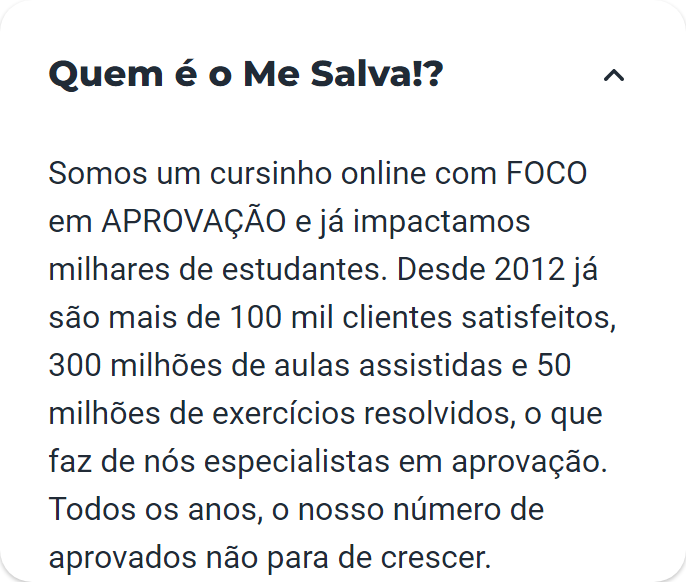 Quem é o Me Salva!?
Somos um cursinho online com FOCO
em APROVAÇÃO e já impactamos
milhares de estudantes. Desde 2012 já
são mais de 100 mil clientes satisfeitos,
300 milhões de aulas assistidas e 50
milhões de exercícios resolvidos, o que
faz de nós especialistas em aprovação.
Todos os anos, o nosso número de
aprovados não para de crescer.